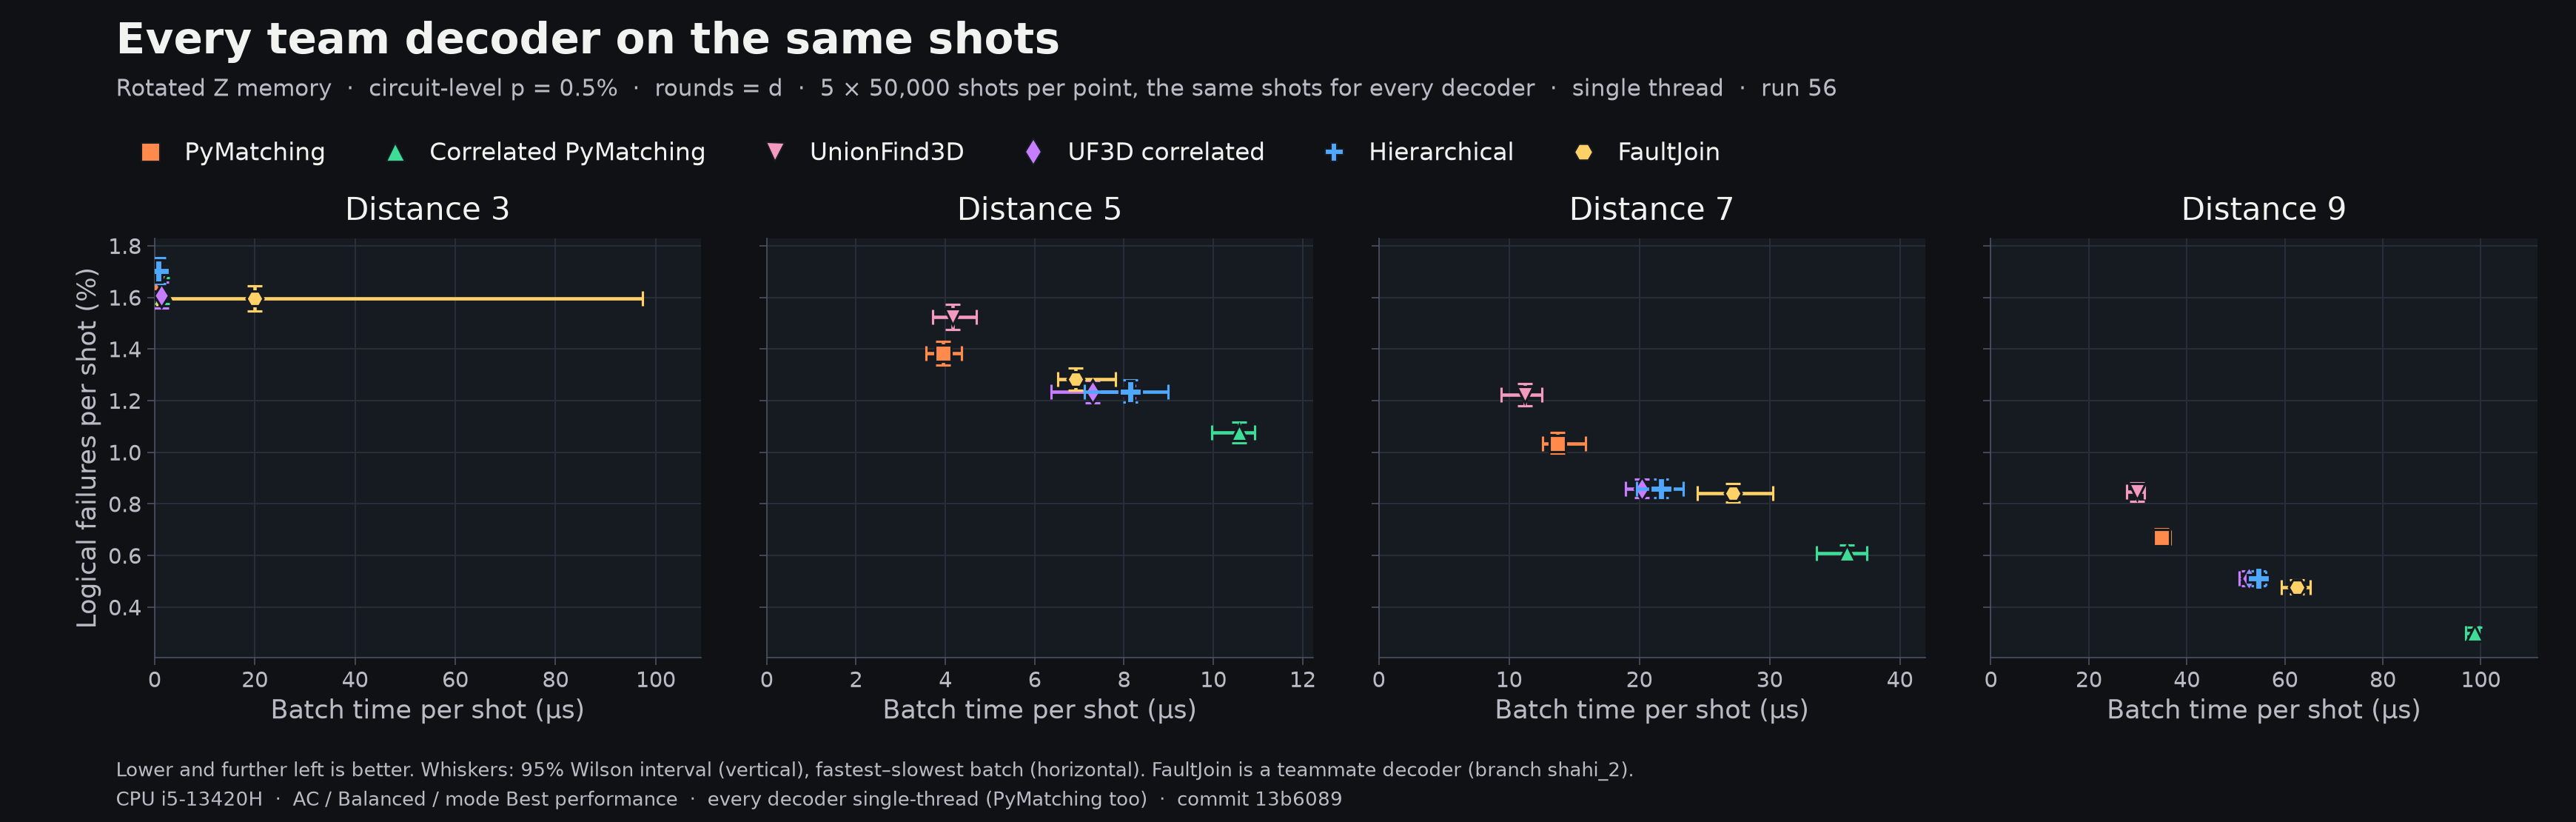 Every team decoder on the same shots
Rotated Z memory · circuit-level p = 0.5% · rounds = d · 5 × 50,000 shots per point, the same shots for every decoder · single thread · run 56
PyMatching Correlated PyMatching UnionFind3D UF3D correlated Hierarchical FaultJoin
Distance 3 Distance 5 Distance 7 Distance 9
Logical failures per shot (%)
1.8
1.6
1.4
1.2
1.0
0.8
0.6
0.4
0 20 40 60 80 100 0 2 4 6 8 10 12 0 10 20 30 40 0 20 40 60 80 100
Batch time per shot (µs) Batch time per shot (µs) Batch time per shot (µs) Batch time per shot (µs)
Lower and further left is better. Whiskers: 95% Wilson interval (vertical), fastest–slowest batch (horizontal). FaultJoin is a teammate decoder (branch shahi_2).
CPU i5-13420H · AC / Balanced / mode Best performance · every decoder single-thread (PyMatching too) · commit 13b6089